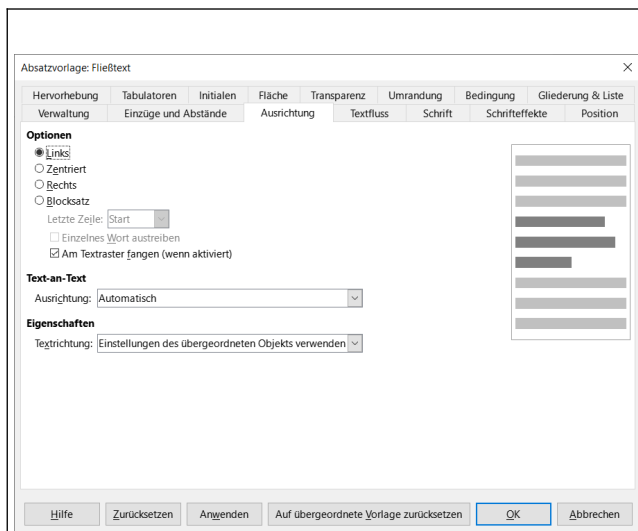 Absatzvorlage: Fließtext
Hervorhebung Tabulatoren Initialen Fläche Transparenz Umrandung Bedingung Gliederung & Liste
Verwaltung Einzüge und Abstände Ausrichtung Textfluss Schrift Schrifteffekte Position
Optionen
Links
Zentriert
Rechts
Blocksatz
Letzte Zeile: Start
Einzelnes Wort austreiben
Am Textraster fangen (wenn aktiviert)
Text-an-Text
Ausrichtung: Automatisch
Eigenschaften
Textrichtung: Einstellungen des übergeordneten Objekts verwenden
Hilfe Zurücksetzen Anwenden Auf übergeordnete Vorlage zurücksetzen OK Abbrechen